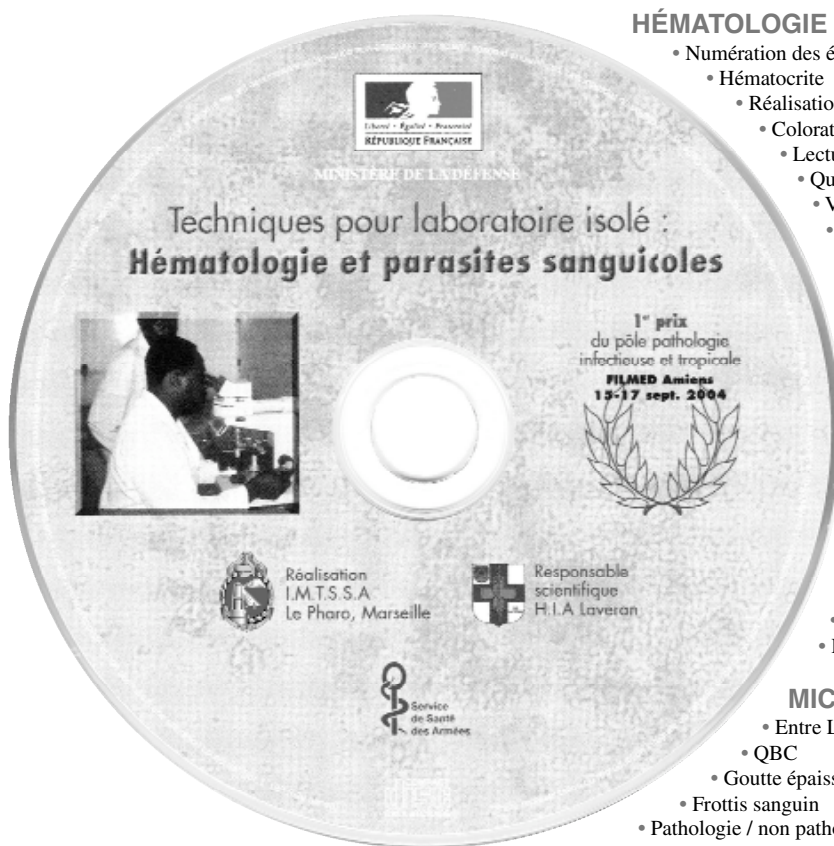 HÉMATOLOGIE
• Numération des é
• Hématocrite
• Réalisatio
• Colorat
• Lectu
• Qu
• V
•
Liberté • Égalité • Fraternité
RÉPUBLIQUE FRANÇAISE
MINISTÈRE DE LA DÉFENSE
Techniques pour laboratoire isolé :
Hématologie et parasites sanguicoles
1er prix
du pôle pathologie
infectieuse et tropicale
FILMED Amiens
15-17 sept. 2004
Réalisation
I.M.T.S.S.A
Le Pharo, Marseille
Responsable
scientifique
H.I.A Laveran
Service
de Santé
des Armées
•
• I
MIC
• Entre L
• QBC
• Goutte épaiss
• Frottis sanguin
• Pathologie / non patho